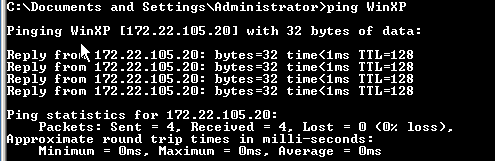 C:\Documents and Settings\Administrator>ping WinXP
Pinging WinXP [172.22.105.20] with 32 bytes of data:
Reply from 172.22.105.20: bytes=32 time<1ms TTL=128
Reply from 172.22.105.20: bytes=32 time<1ms TTL=128
Reply from 172.22.105.20: bytes=32 time<1ms TTL=128
Reply from 172.22.105.20: bytes=32 time<1ms TTL=128
Ping statistics for 172.22.105.20:
    Packets: Sent = 4, Received = 4, Lost = 0 (0% loss),
Approximate round trip times in milli-seconds:
    Minimum = 0ms, Maximum = 0ms, Average = 0ms